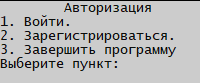 Авторизация
1. Войти.
2. Зарегистрироваться.
3. Завершить программу
Выберите пункт: